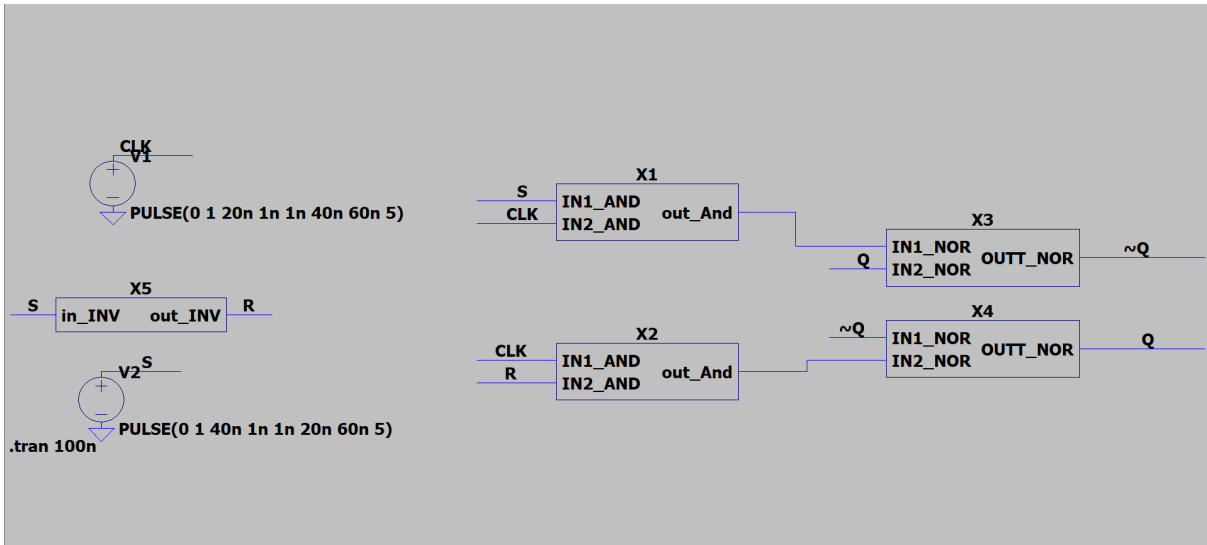 CLK
V1
PULSE(0 1 20n 1n 1n 40n 60n 5)
X5
S
in_INV out_INV
R
S
V2
PULSE(0 1 40n 1n 1n 20n 60n 5)
.tran 100n
X1
S
CLK
IN1_AND
IN2_AND
out_And
X3
Q
IN1_NOR
IN2_NOR
OUTT_NOR
~Q
X2
CLK
R
IN1_AND
IN2_AND
out_And
X4
~Q
IN1_NOR
IN2_NOR
OUTT_NOR
Q